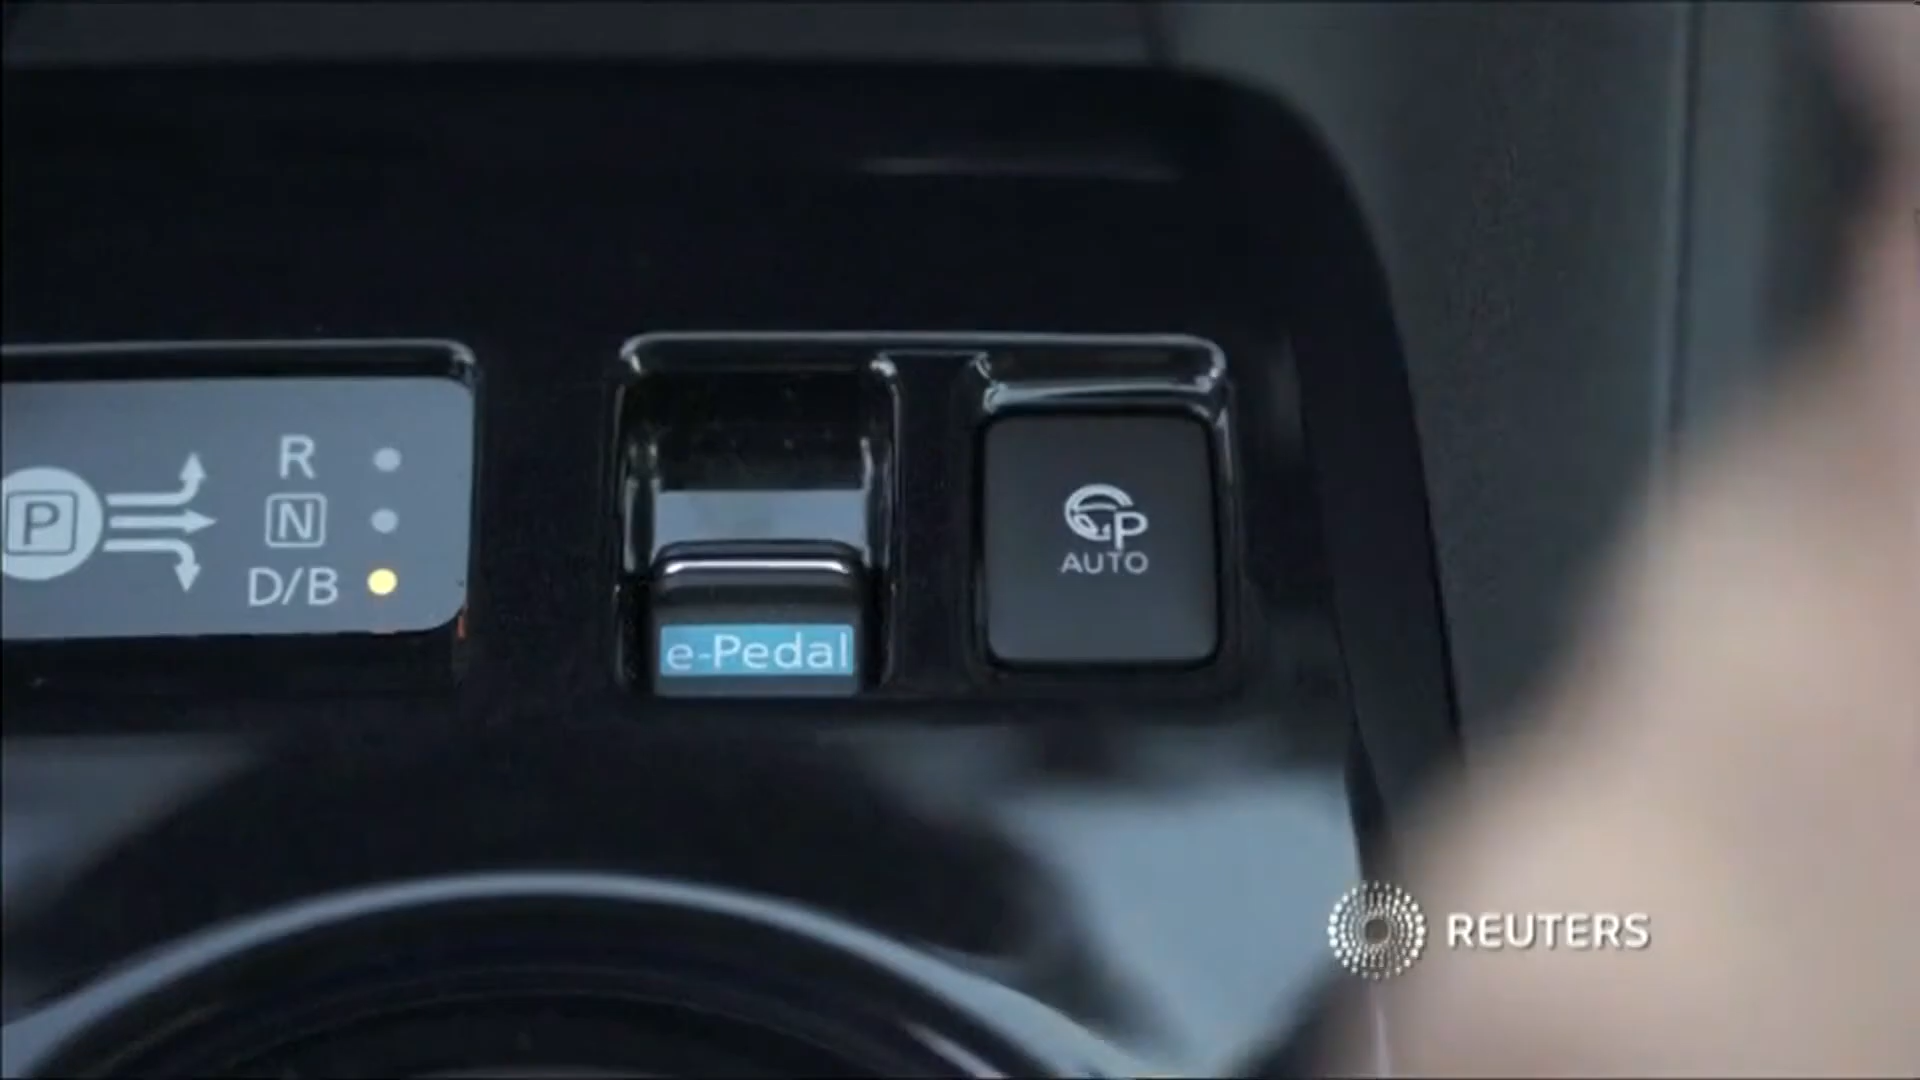 P
R
N
D/B
e-Pedal
P
AUTO
REUTERS